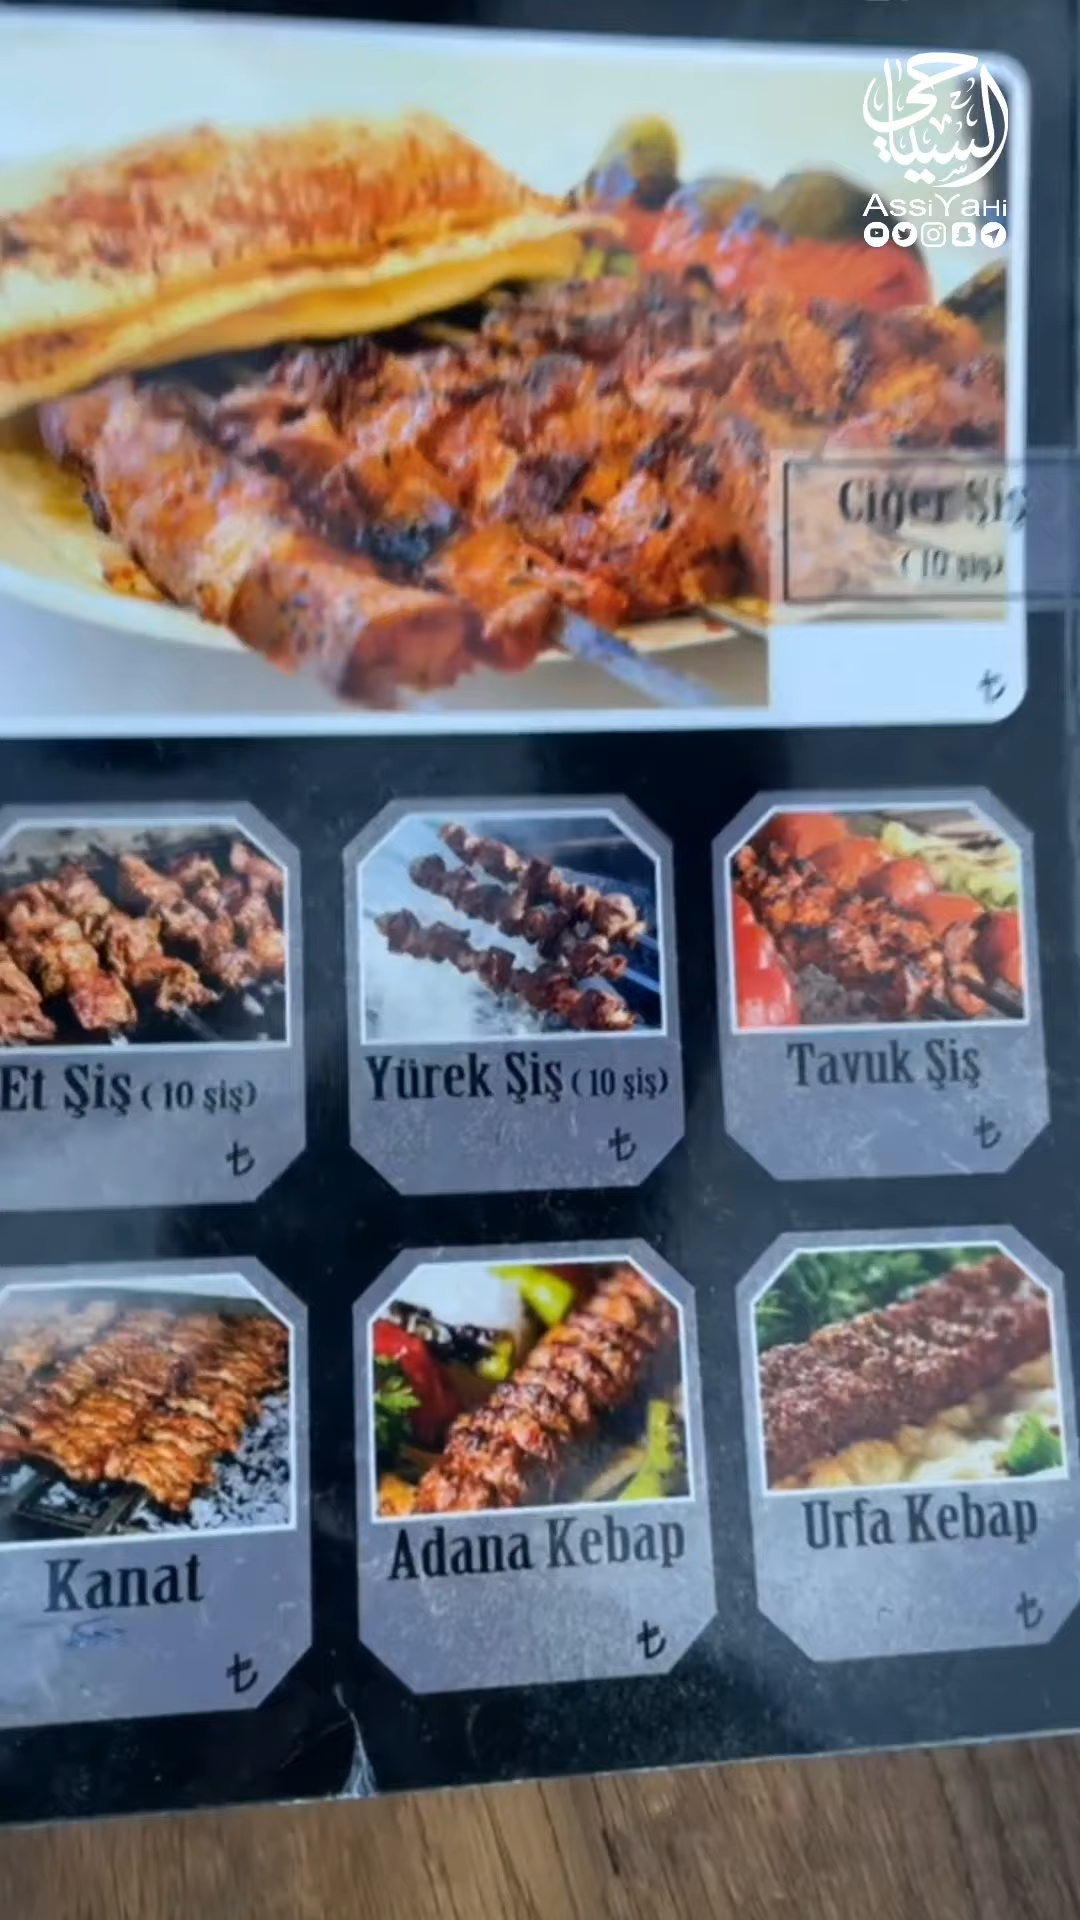 السياحي
AssiYaHi
Ciğer Şiş
(10 şiş)
₺
Et Şiş (10 şiş)
₺
Yürek Şiş (10 şiş)
₺
Tavuk Şiş
₺
Kanat
₺
Adana Kebap
₺
Urfa Kebap
₺